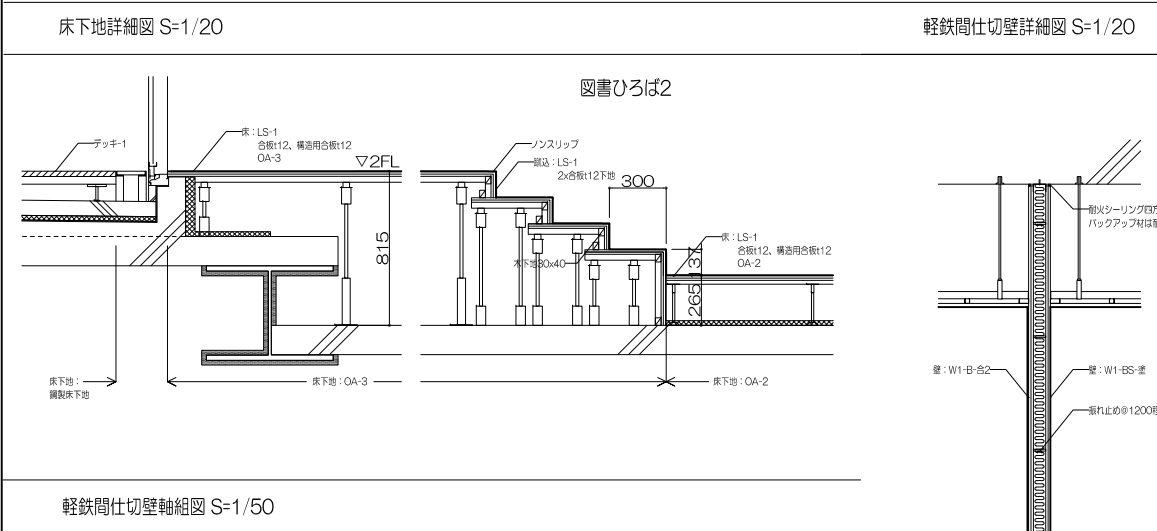 床下地詳細図 S=1/20
軽鉄間仕切壁詳細図 S=1/20
図書ひろば2
デッキ-1
床：LS-1
合板t12、構造用合板t12
OA-3
▽2FL
ノンスリップ
蹴込：LS-1
2x合板t12下地
300
815
木下地30x40
137
265
床：LS-1
合板t12、構造用合板t12
OA-2
耐火シーリング四方
バックアップ材は
床下地：
鋼製床下地
床下地：OA-3
床下地：OA-2
壁：W1-B-合2
壁：W1-BS-塗
振れ止め@1200
軽鉄間仕切壁軸組図 S=1/50